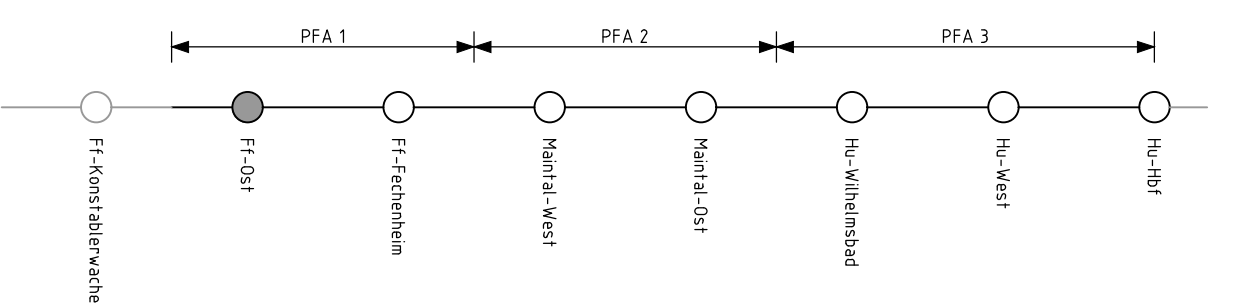 PFA 1
PFA 2
PFA 3
Ff-Konstablerwache
Ff-Ost
Ff-Fechenheim
Maintal-West
Maintal-Ost
Hu-Wilhelmsbad
Hu-West
Hu-Hbf